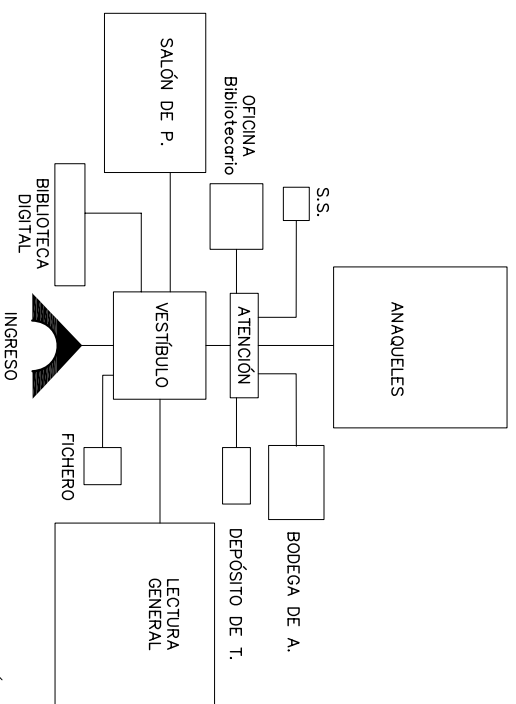 ANAQUELES
S.S.
OFICINA
Bibliotecario
ATENCIÓN
BODEGA DE A.
DEPÓSITO DE T.
SALÓN DE P.
VESTÍBULO
LECTURA
GENERAL
BIBLIOTECA
DIGITAL
FICHERO
INGRESO